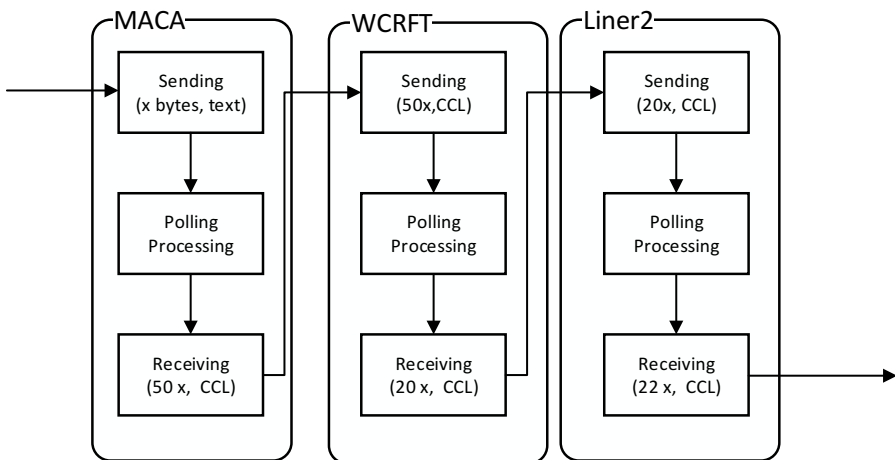 MACA
Sending
(x bytes, text)
Polling
Processing
Receiving
(50 x, CCL)
WCRFT
Sending
(50x,CCL)
Polling
Processing
Receiving
(20 x, CCL)
Liner2
Sending
(20x, CCL)
Polling
Processing
Receiving
(22 x, CCL)